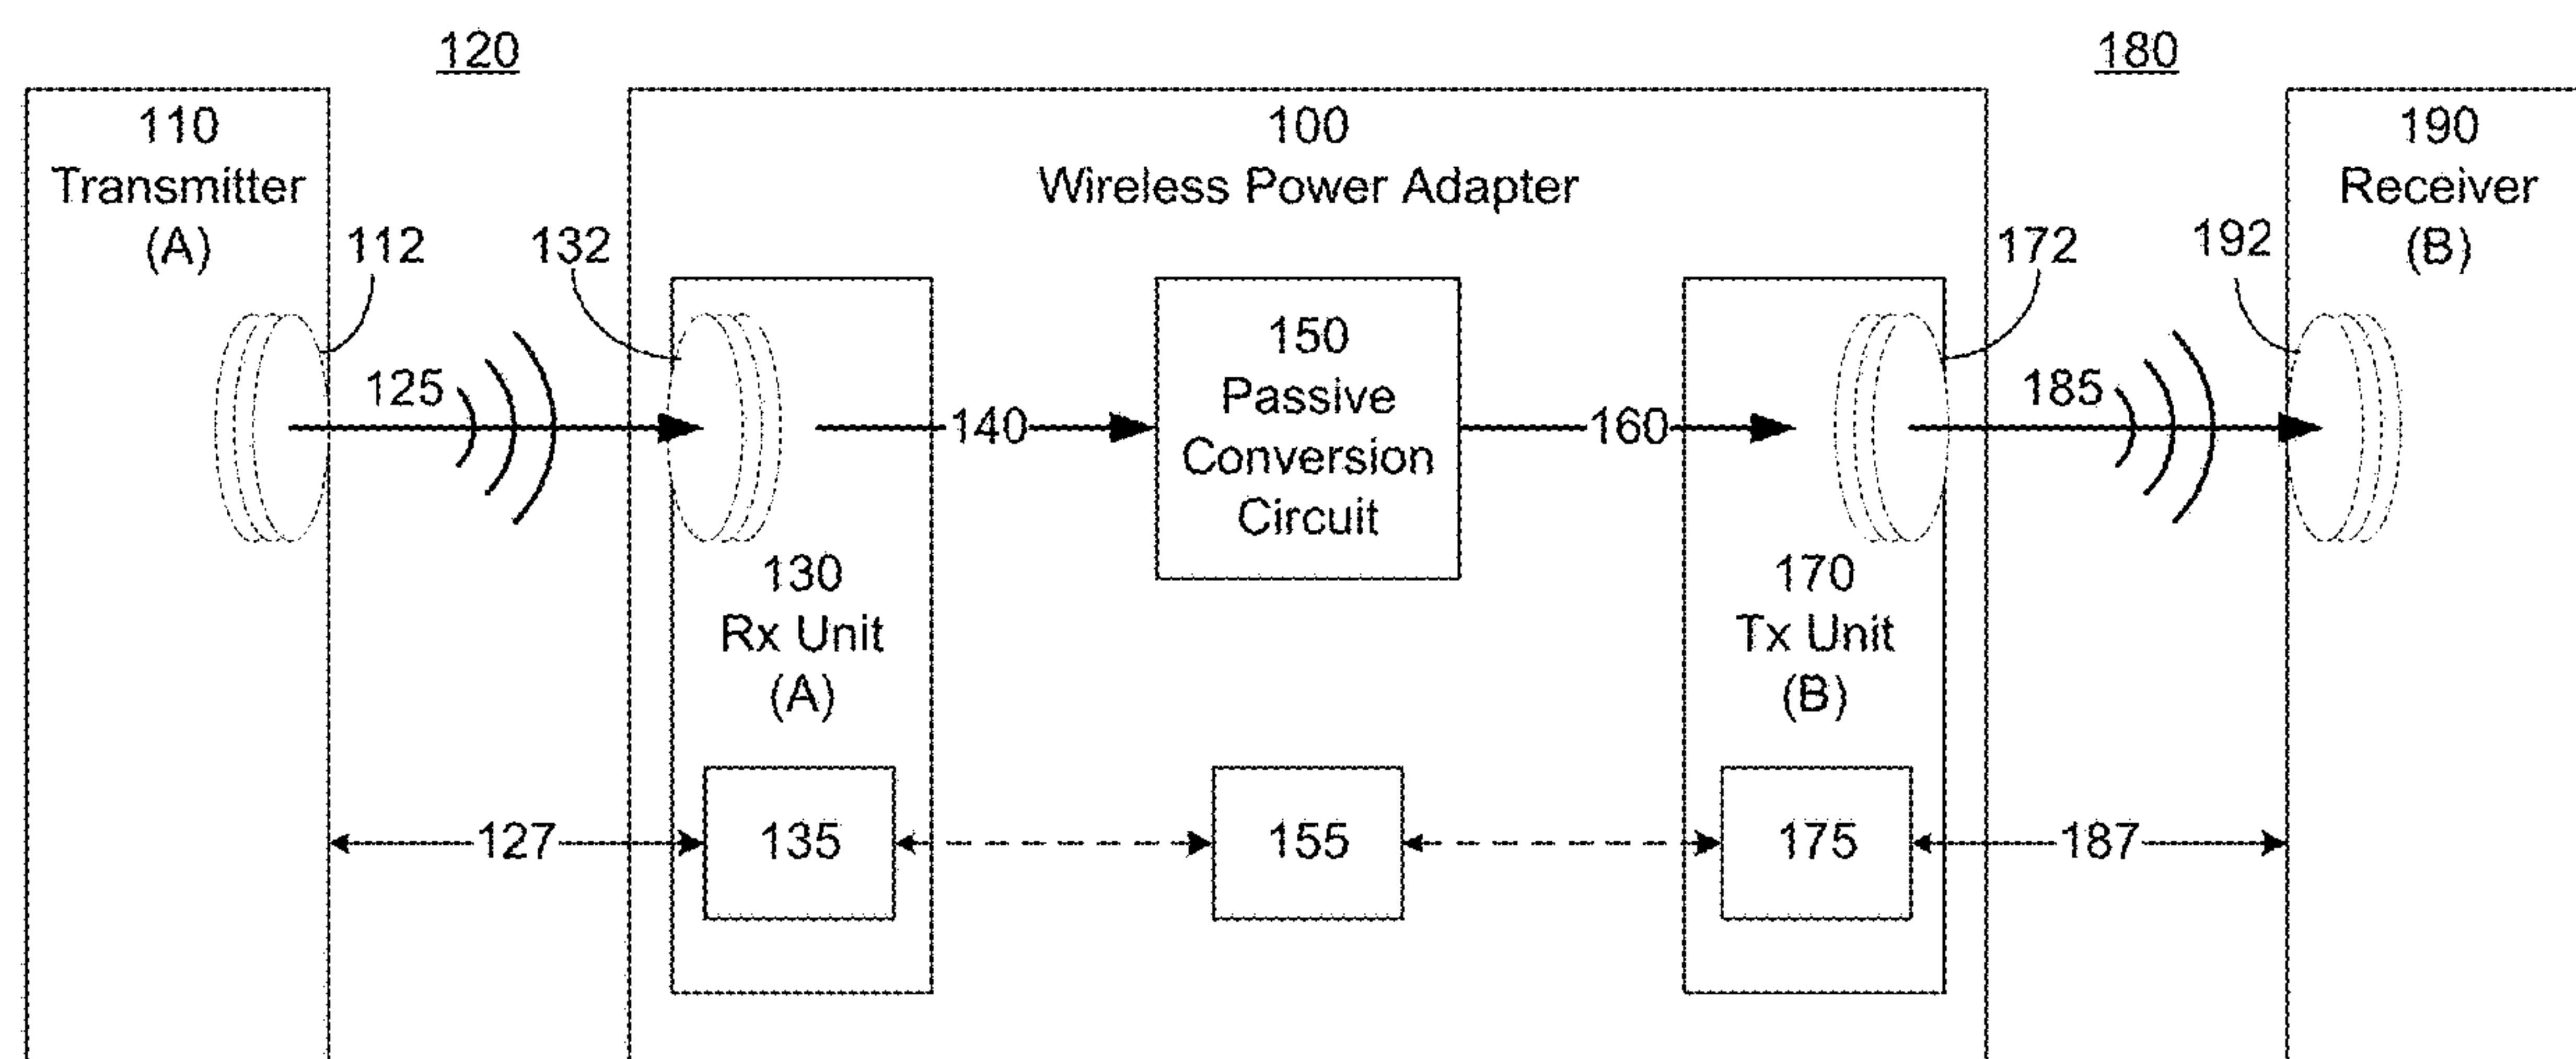 120
180
110
Transmitter
(A)
100
Wireless Power Adapter
190
Receiver
(B)
112
132
172
192
125
140
150
Passive
Conversion
Circuit
160
185
130
Rx Unit
(A)
170
Tx Unit
(B)
127
135
155
175
187